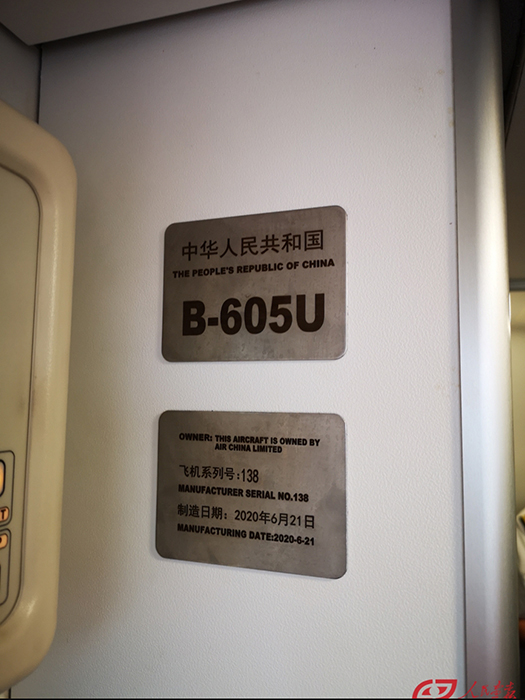 中华人民共和国
THE PEOPLE'S REPUBLIC OF CHINA
B-605U
OWNER: THIS AIRCRAFT IS OWNED BY
AIR CHINA LIMITED
飞机系列号:138
MANUFACTURER SERIAL NO.138
制造日期: 2020年6月21日
MANUFACTURING DATE:2020-6-21
T